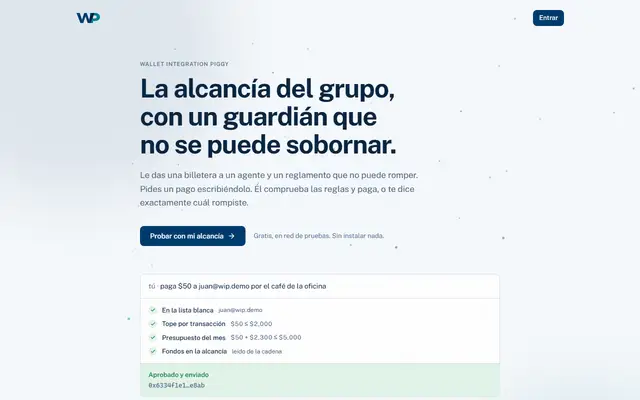 WP
Entrar
WALLET INTEGRATION PIGGY
La alcancía del grupo,
con un guardián que
no se puede sobornar.
Le das una billetera a un agente y un reglamento que no puede romper.
Pides un pago escribiéndolo. Él comprueba las reglas y paga, o te dice
exactamente cuál rompiste.
Probar con mi alcancía →
Gratis, en red de pruebas. Sin instalar nada.
tú · paga $50 a juan@wip.demo por el café de la oficina
En la lista blanca juan@wip.demo
Tope por transacción $50 ≤ $2,000
Presupuesto del mes $50 + $2,300 ≤ $5,000
Fondos en la alcancía leído de la cadena
Aprobado y enviado
0x6334f1e1…e8ab